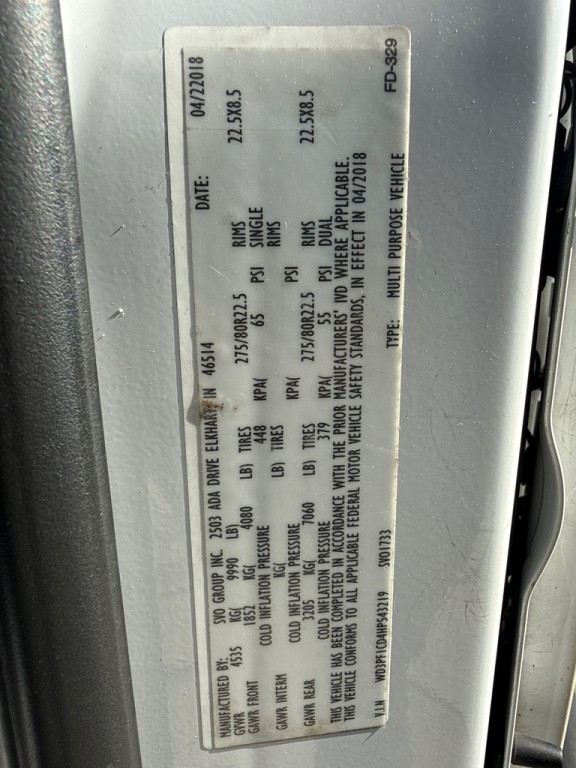 MANUFACTURED BY: SVO GROUP INC. 2503 ADA DRIVE ELKHART, IN 46514 DATE: 04/22018
GVWR 4535 KG( 9990 LB)
GAWR FRONT 1852 KG( 4080 LB) TIRES 275/80R22.5 RIMS 22.5X8.5
COLD INFLATION PRESSURE 448 KPA( 65 PSI SINGLE
GAWR INTERM KG( LB) TIRES RIMS
COLD INFLATION PRESSURE KPA( PSI
GAWR REAR 3205 KG( 7060 LB) TIRES 275/80R22.5 RIMS 22.5X8.5
COLD INFLATION PRESSURE 379 KPA( 55 PSI DUAL
THIS VEHICLE HAS BEEN COMPLETED IN ACCORDANCE WITH THE PRIOR MANUFACTURERS' IVD WHERE APPLICABLE.
THIS VEHICLE CONFORMS TO ALL APPLICABLE FEDERAL MOTOR VEHICLE SAFETY STANDARDS, IN EFFECT IN 04/2018
V.I.N WD3PF1CD4HP543219 SVO1733 TYPE: MULTI PURPOSE VEHICLE FD-329